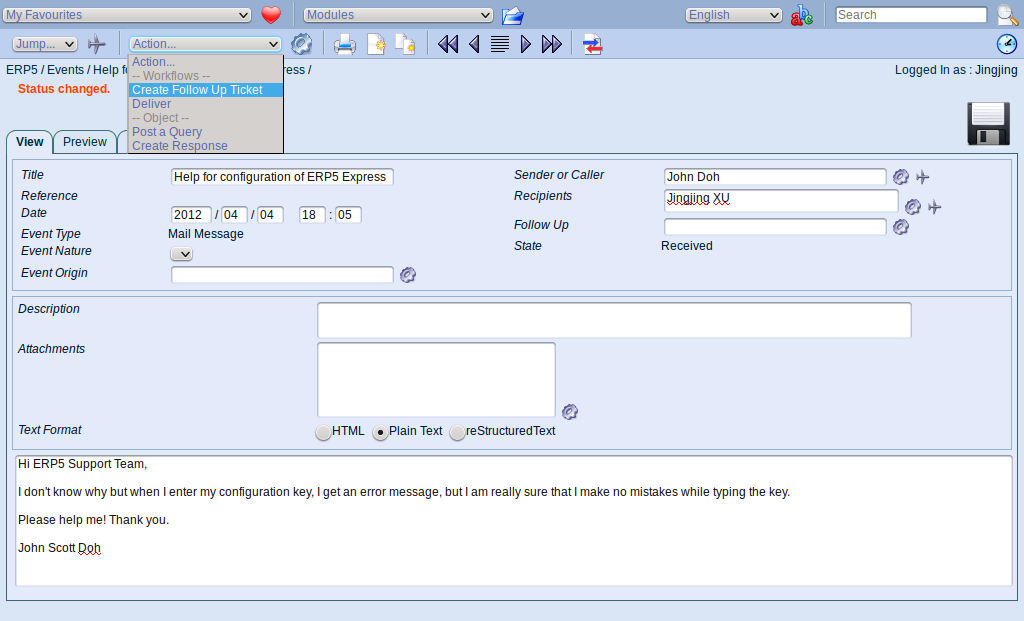 My Favourites Modules English Search
Jump... Action...
ERP5 / Events / Help f ress / Logged In as : Jingjing
Status changed.
Action...
-- Workflows --
Create Follow Up Ticket
Deliver
-- Object --
Post a Query
Create Response
View Preview
Title Help for configuration of ERP5 Express Sender or Caller John Doh
Reference Recipients Jingjing XU
Date 2012 / 04 / 04 18 : 05
Event Type Mail Message Follow Up
Event Nature State Received
Event Origin
Description
Attachments
Text Format HTML Plain Text reStructuredText
Hi ERP5 Support Team,
I don't know why but when I enter my configuration key, I get an error message, but I am really sure that I make no mistakes while typing the key.
Please help me! Thank you.
John Scott Doh